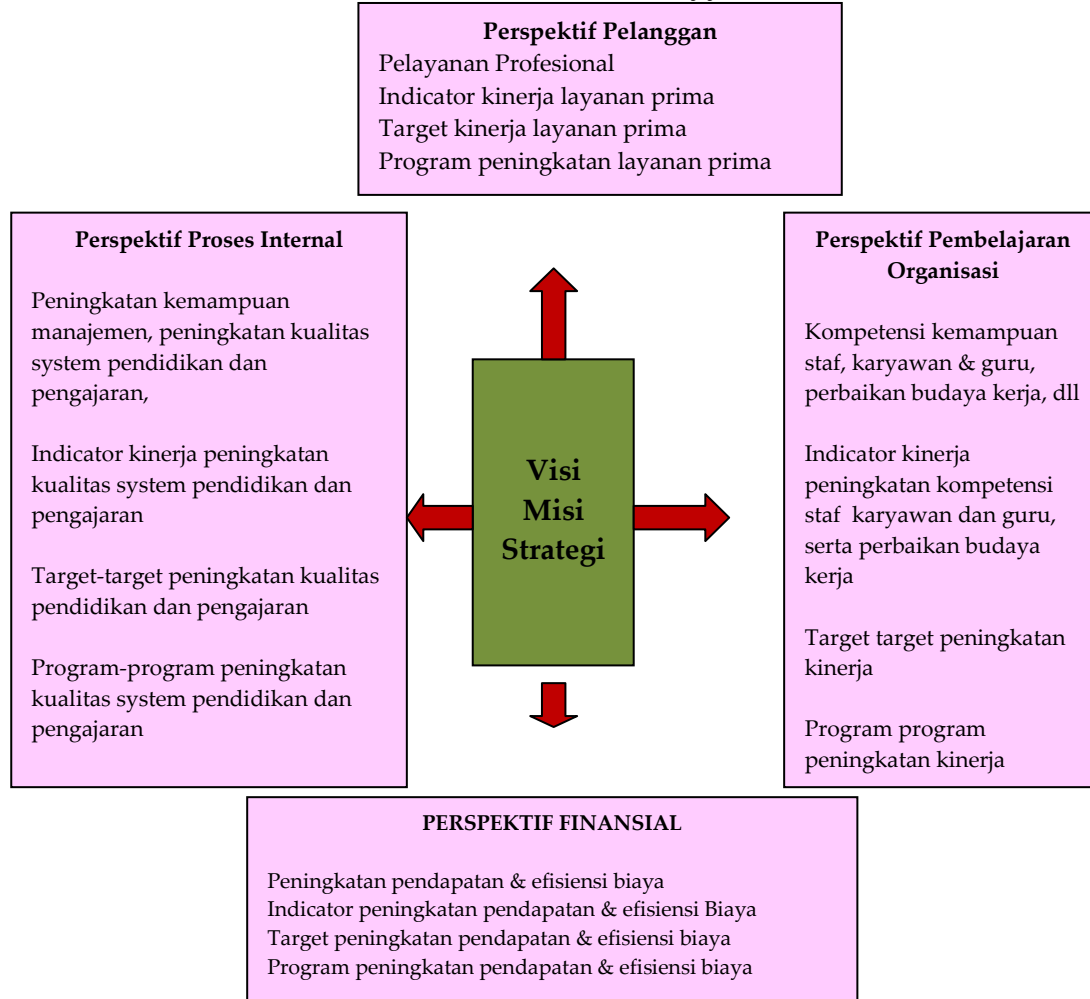 Perspektif Pelanggan
Pelayanan Profesional
Indicator kinerja layanan prima
Target kinerja layanan prima
Program peningkatan layanan prima
Perspektif Proses Internal
Peningkatan kemampuan
manajemen, peningkatan kualitas
system pendidikan dan
pengajaran,
Indicator kinerja peningkatan
kualitas system pendidikan dan
pengajaran
Target-target peningkatan kualitas
pendidikan dan pengajaran
Program-program peningkatan
kualitas system pendidikan dan
pengajaran
Visi
Misi
Strategi
Perspektif Pembelajaran
Organisasi
Kompetensi kemampuan
staf, karyawan & guru,
perbaikan budaya kerja, dll
Indicator kinerja
peningkatan kompetensi
staf  karyawan dan guru,
serta perbaikan budaya
kerja
Target target peningkatan
kinerja
Program program
peningkatan kinerja
PERSPEKTIF FINANSIAL
Peningkatan pendapatan & efisiensi biaya
Indicator peningkatan pendapatan & efisiensi Biaya
Target peningkatan pendapatan & efisiensi biaya
Program peningkatan pendapatan & efisiensi biaya